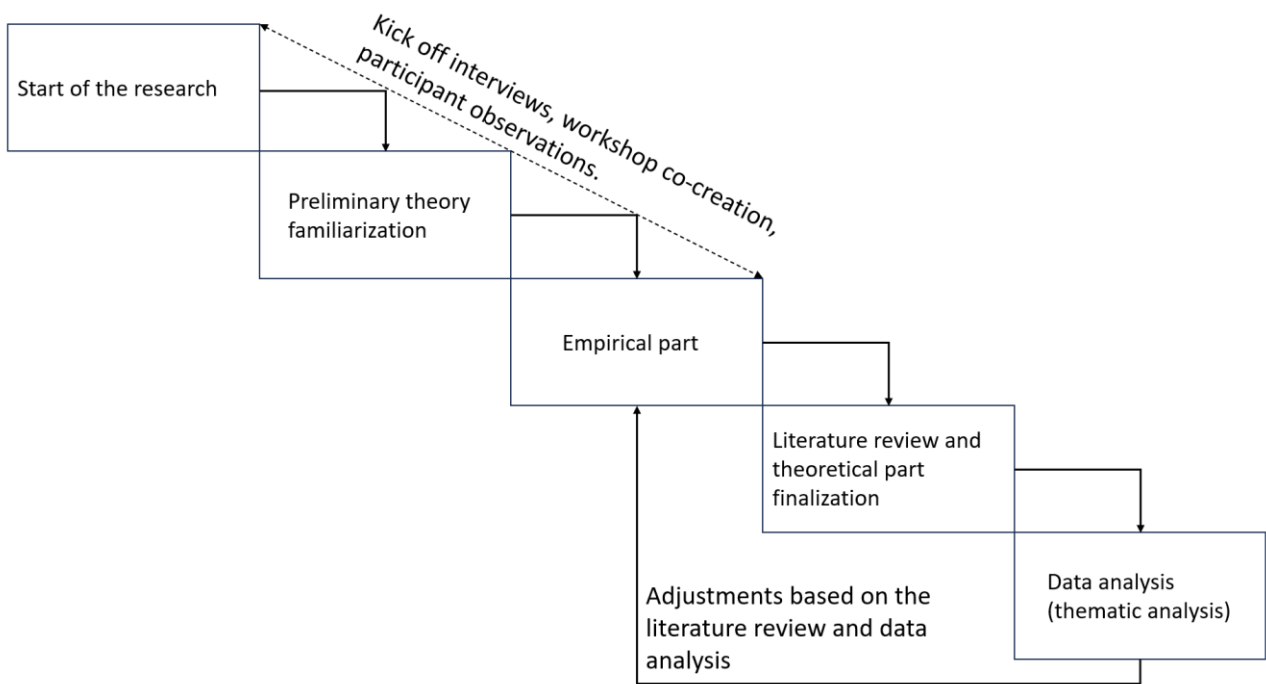 Start of the research
Kick off interviews, workshop co-creation,
participant observations.
Preliminary theory
familiarization
Empirical part
Literature review and
theoretical part
finalization
Data analysis
(thematic analysis)
Adjustments based on the
literature review and data
analysis